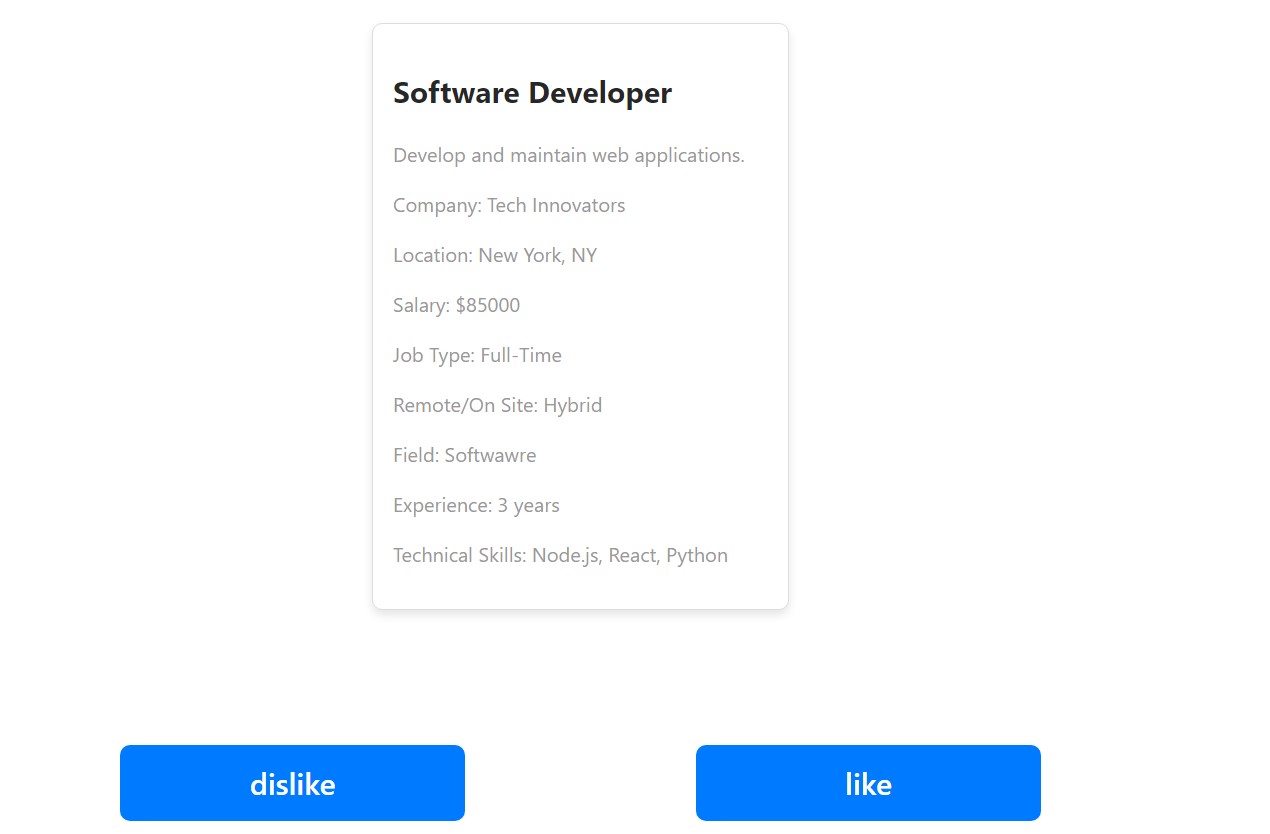 Software Developer
Develop and maintain web applications.
Company: Tech Innovators
Location: New York, NY
Salary: $85000
Job Type: Full-Time
Remote/On Site: Hybrid
Field: Softwawre
Experience: 3 years
Technical Skills: Node.js, React, Python
dislike
like